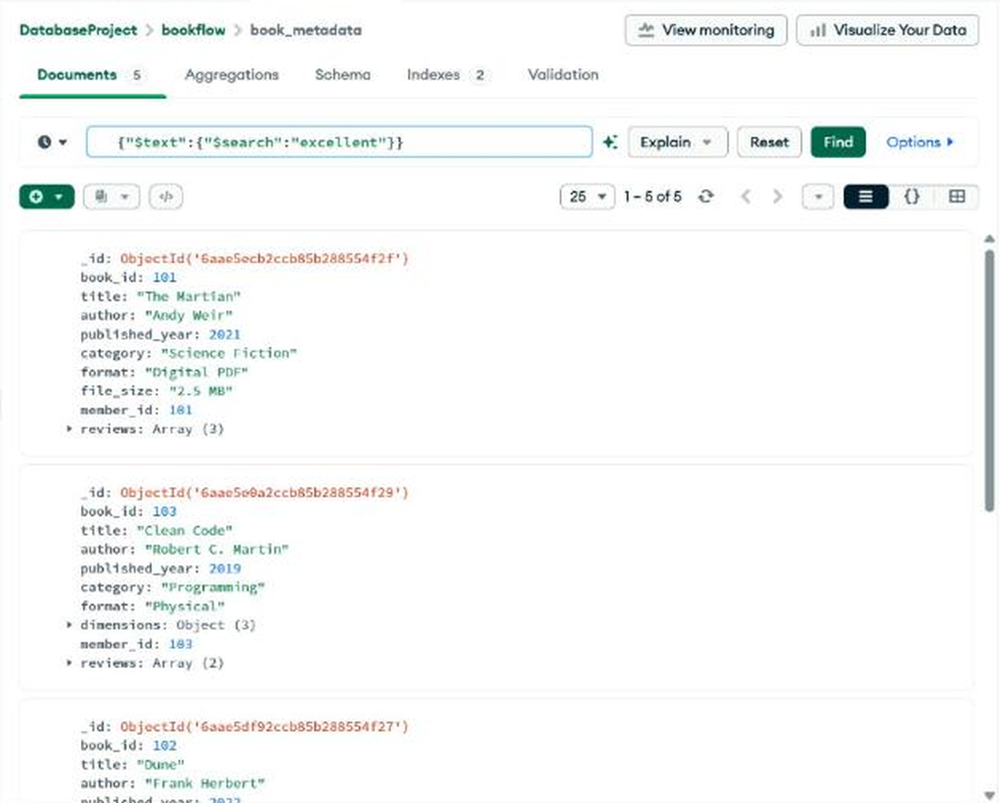 DatabaseProject > bookflow > book_metadata
View monitoring
Visualize Your Data
Documents 5
Aggregations
Schema
Indexes 2
Validation
{"$text":{"$search":"excellent"}}
Explain
Reset
Find
Options
</>
25
1 – 5 of 5
{}
_id: ObjectId('6aae5ecb2ccb85b288554f2f')
book_id: 101
title: "The Martian"
author: "Andy Weir"
published_year: 2021
category: "Science Fiction"
format: "Digital PDF"
file_size: "2.5 MB"
member_id: 101
reviews: Array (3)
_id: ObjectId('6aae5e0a2ccb85b288554f29')
book_id: 103
title: "Clean Code"
author: "Robert C. Martin"
published_year: 2019
category: "Programming"
format: "Physical"
dimensions: Object (3)
member_id: 103
reviews: Array (2)
_id: ObjectId('6aae5df92ccb85b288554f27')
book_id: 102
title: "Dune"
author: "Frank Herbert"
published_year: